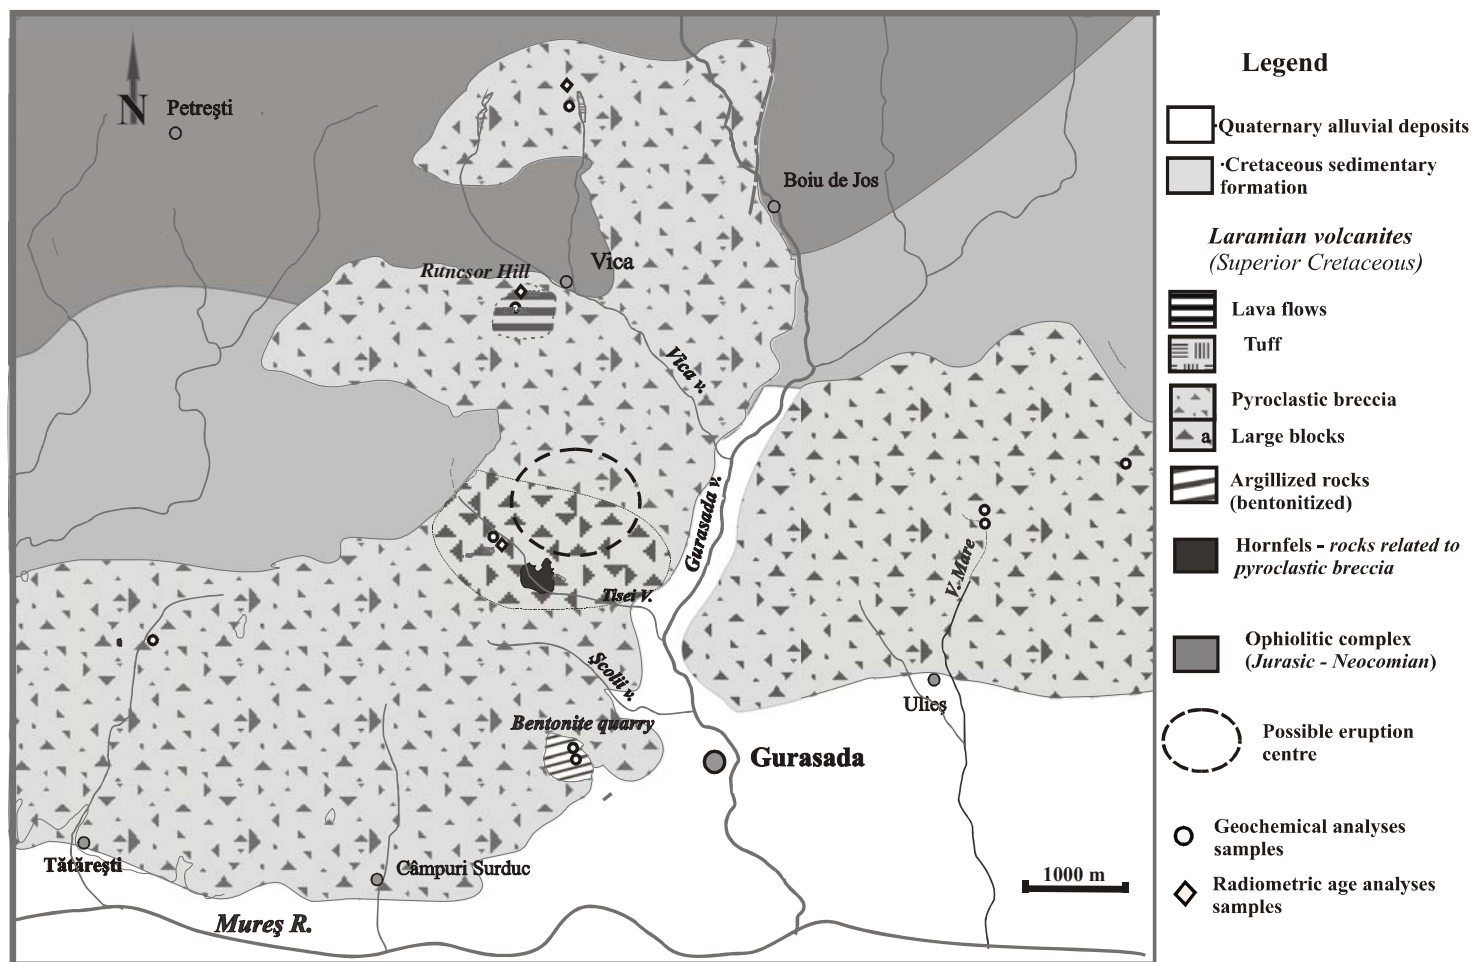 N
Petreşti
Boiu de Jos
Vica
Runcsor Hill
Vica v.
Gurasada v.
V. Mare
Tisei V.
Şcolii v.
Ulieş
Bentonite quarry
Gurasada
Tătăreşti
Câmpuri Surduc
1000 m
Mureş R.
Legend
·Quaternary alluvial deposits
·Cretaceous sedimentary
formation
Laramian volcanites
(Superior Cretaceous)
Lava flows
Tuff
Pyroclastic breccia
a
Large blocks
Argillized rocks
(bentonitized)
Hornfels - rocks related to
pyroclastic breccia
Ophiolitic complex
(Jurasic - Neocomian)
Possible eruption
centre
Geochemical analyses
samples
Radiometric age analyses
samples